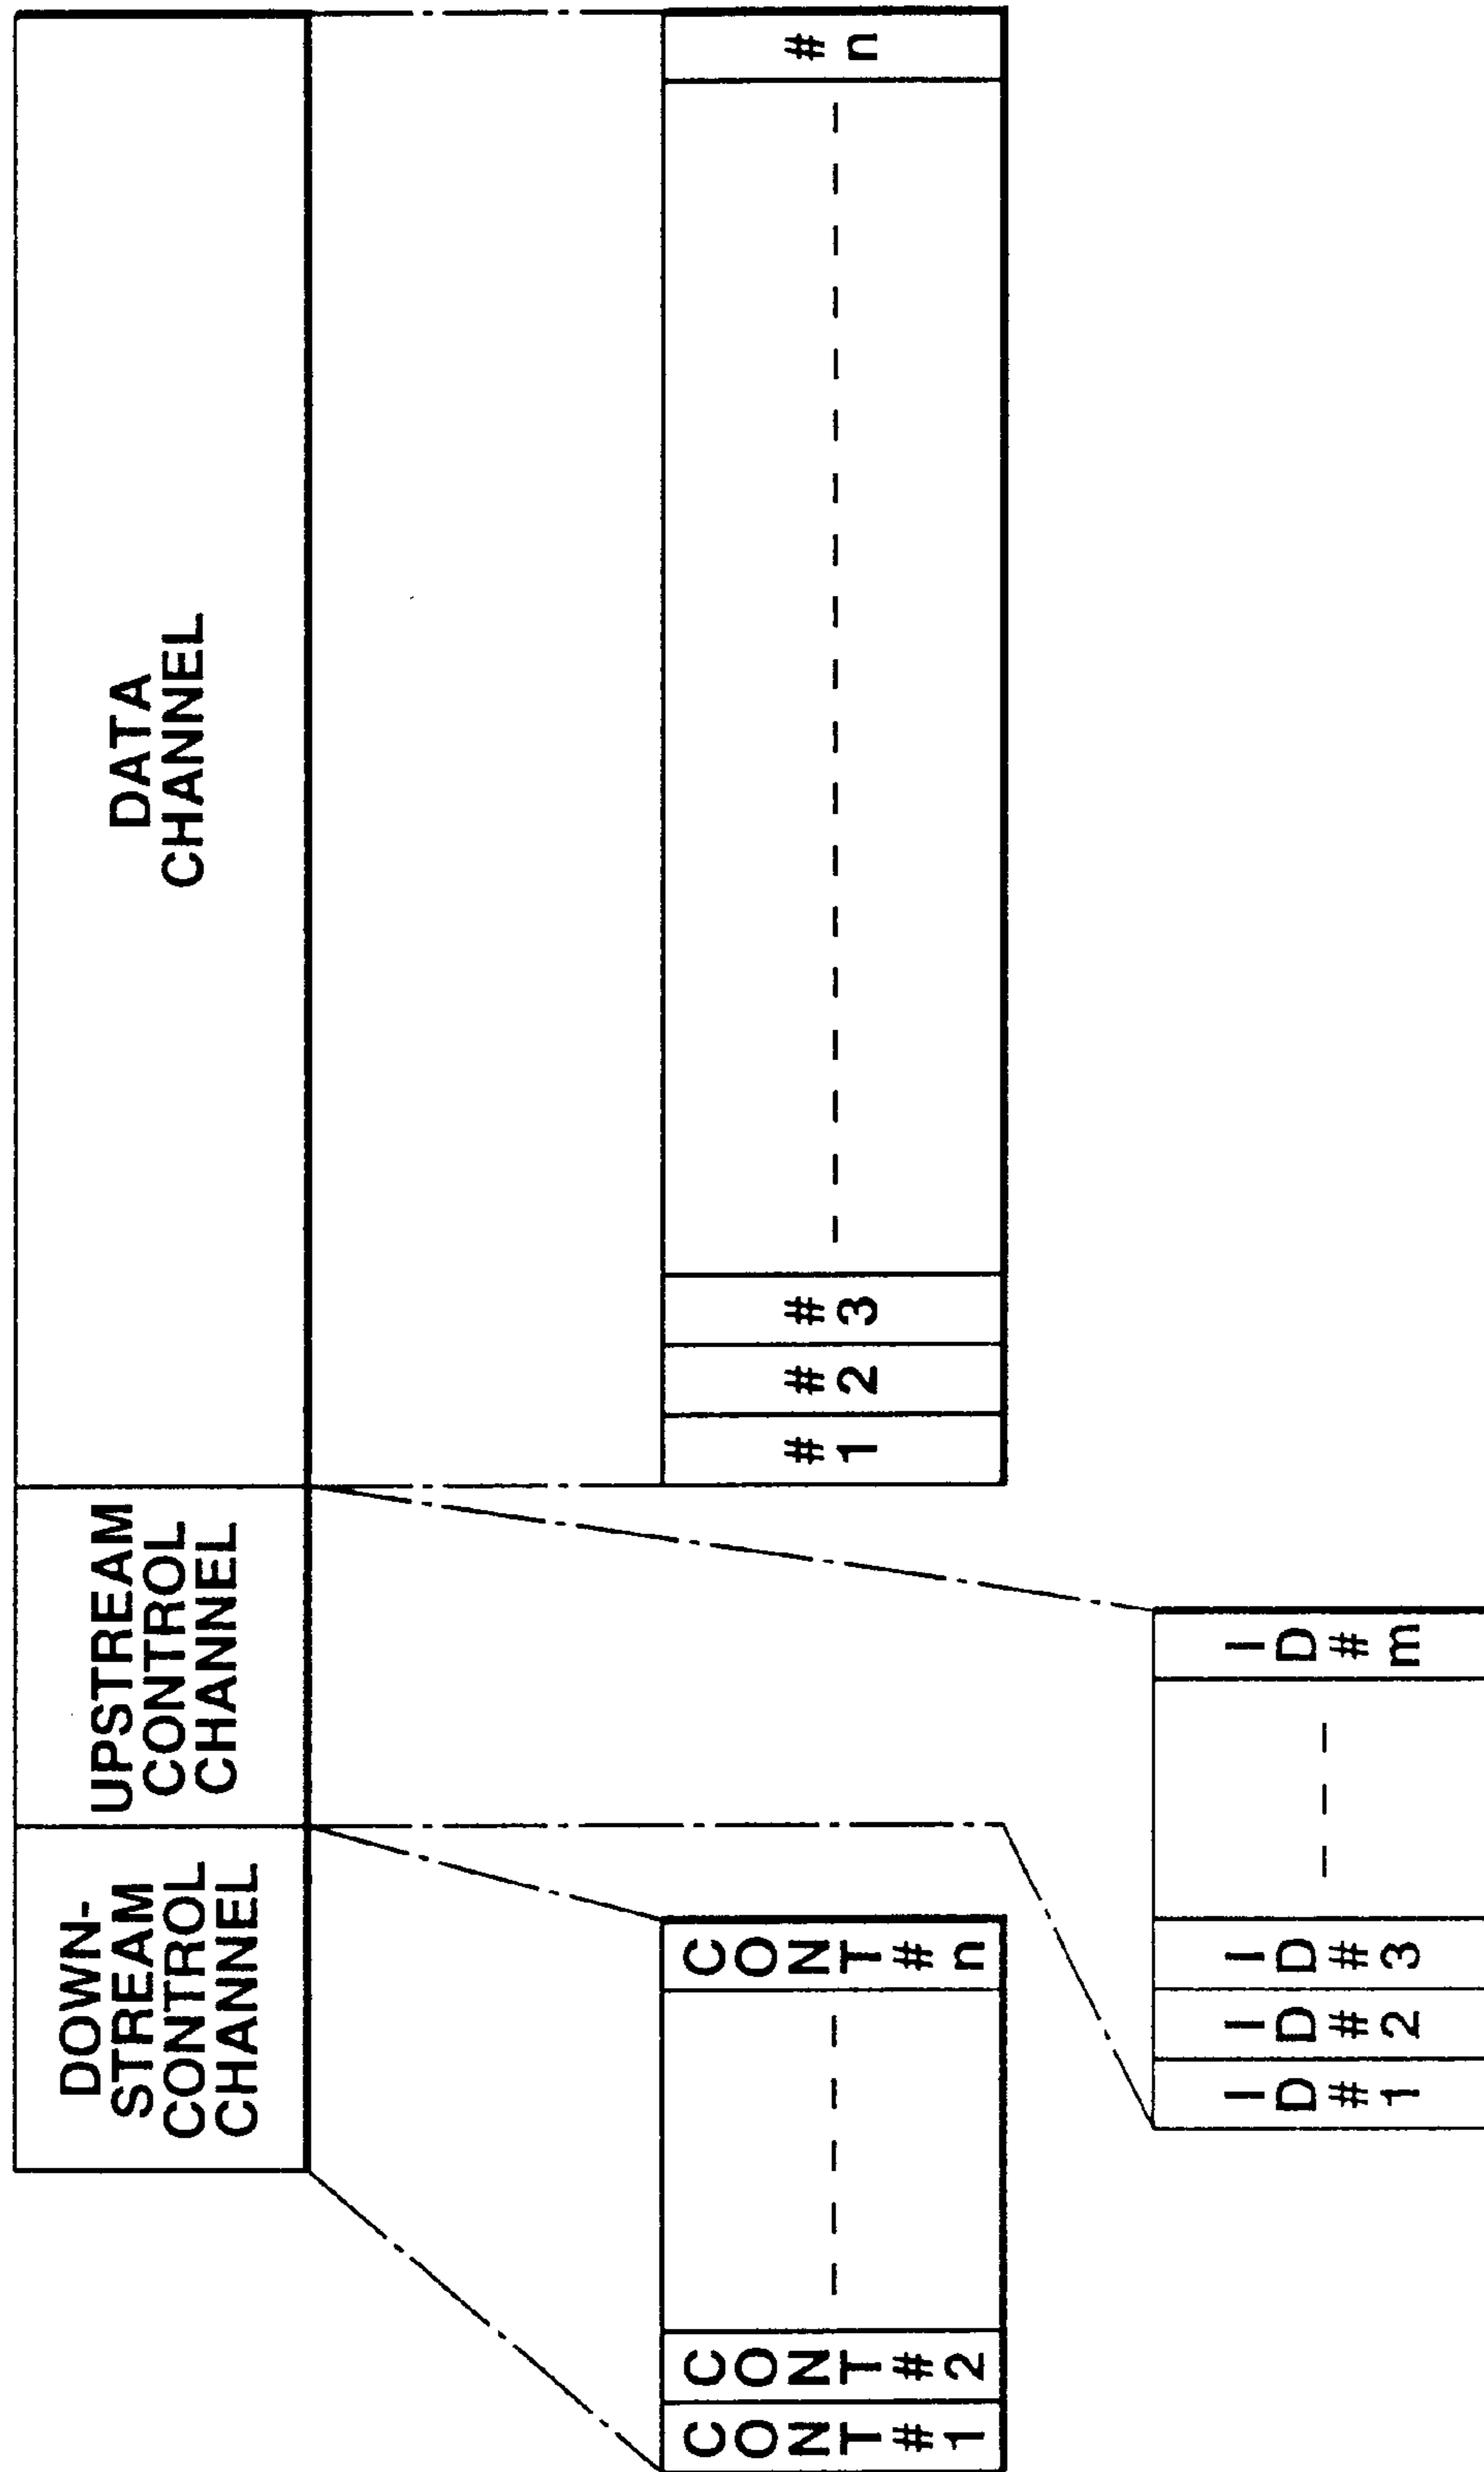 DOWN-
STREAM
CONTROL
CHANNEL
UPSTREAM
CONTROL
CHANNEL
DATA
CHANNEL
CONT#1
CONT#2
CONT#n
#1
#2
#3
#n
ID#1
ID#2
ID#3
ID#m